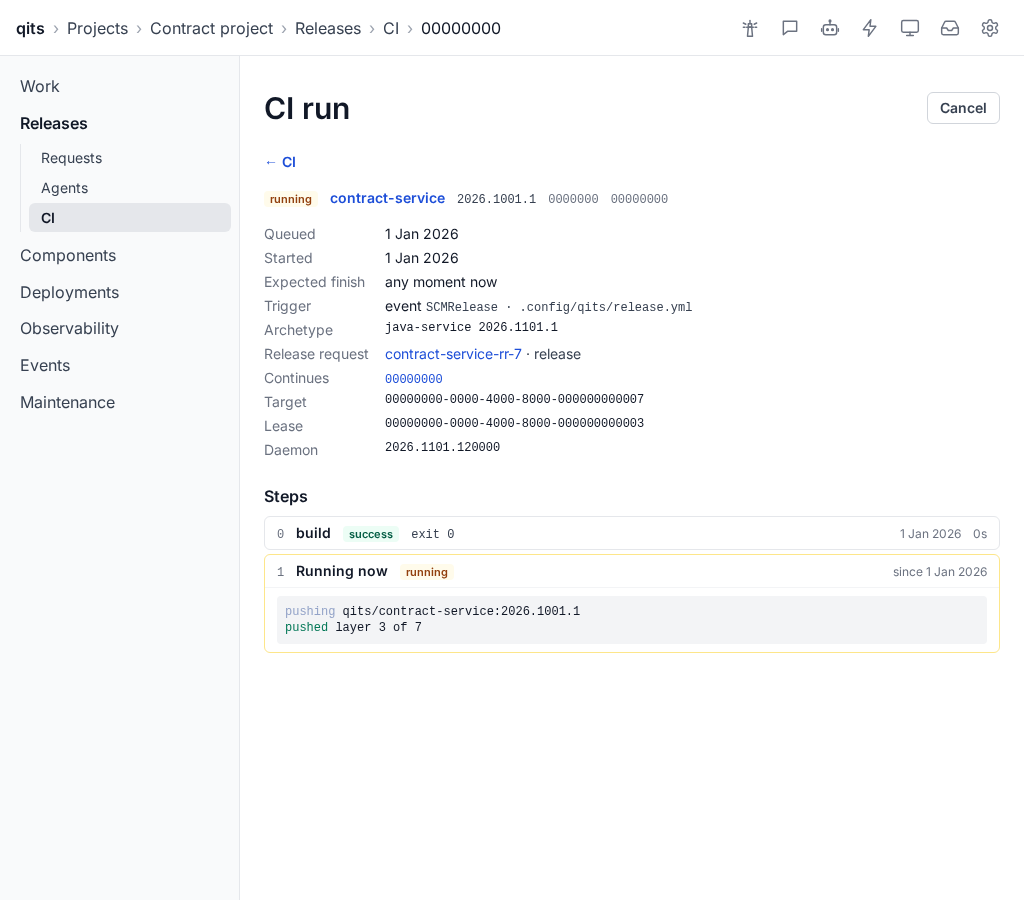 qits › Projects › Contract project › Releases › CI › 00000000
Work
Releases
Requests
Agents
CI
Components
Deployments
Observability
Events
Maintenance
CI run
Cancel
← CI
running contract-service 2026.1001.1 0000000 00000000
Queued 1 Jan 2026
Started 1 Jan 2026
Expected finish any moment now
Trigger event SCMRelease · .config/qits/release.yml
Archetype java-service 2026.1101.1
Release request contract-service-rr-7 · release
Continues 00000000
Target 00000000-0000-4000-8000-000000000007
Lease 00000000-0000-4000-8000-000000000003
Daemon 2026.1101.120000
Steps
0 build success exit 0 1 Jan 2026 0s
1 Running now running since 1 Jan 2026
pushing qits/contract-service:2026.1001.1
pushed layer 3 of 7